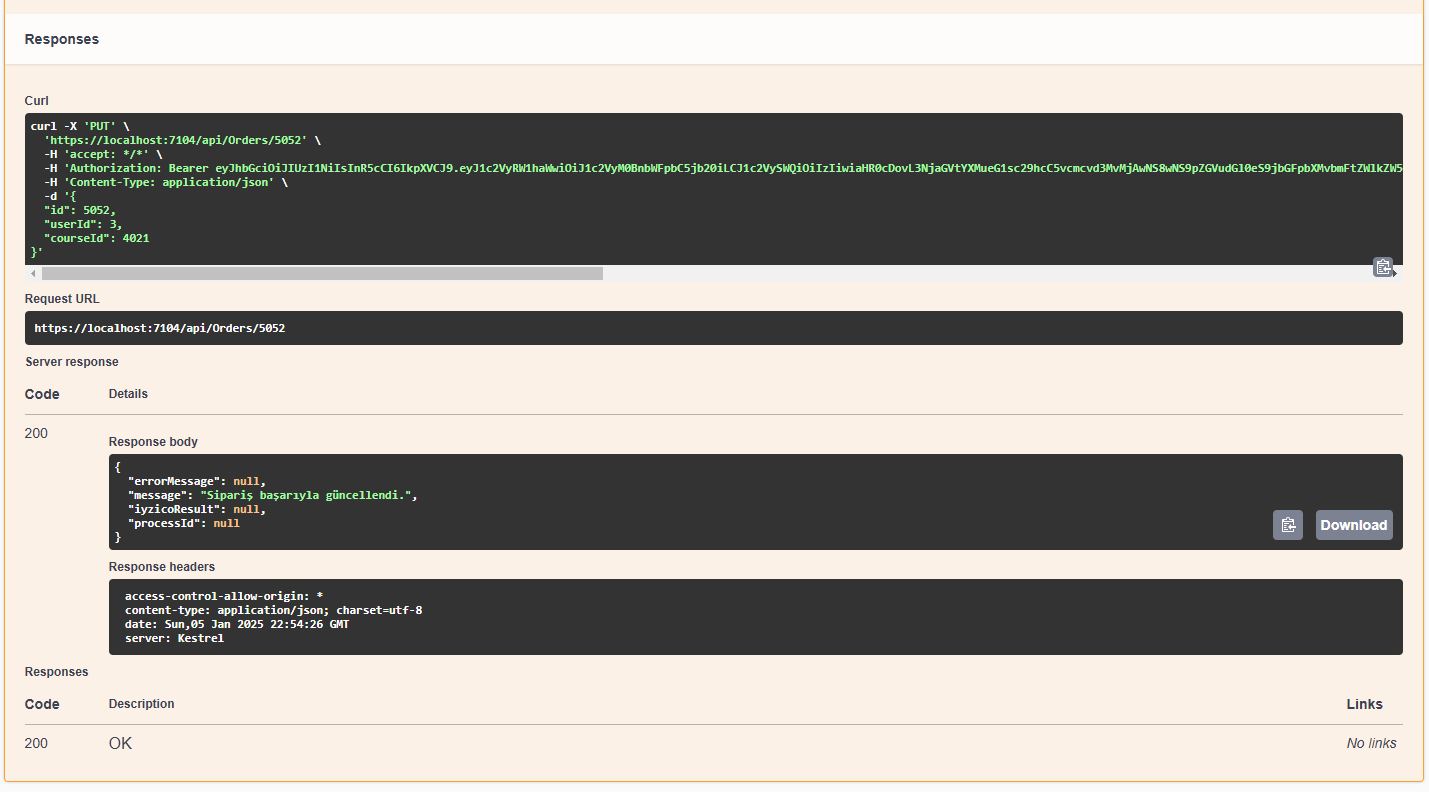 Responses
Curl
curl -X 'PUT' \
'https://localhost:7104/api/Orders/5052' \
-H 'accept: */*' \
-H 'Authorization: Bearer eyJhbGciOiJIUzI1NiIsInR5cCI6IkpXVCJ9.eyJ1c2VyRW1haWwiOiJ1c2VyM0BnbWFpbC5jb20iLCJ1c2VySWQiOiIzIiwiaHR0cDovL3NjaGVtYXMueG1sc29hcC5vcmcvd3MvMjAwNS8wNS9pZGVudGl0eS9jbGFpbXMvbmFtZWlkZW5
-H 'Content-Type: application/json' \
-d '{
"id": 5052,
"userId": 3,
"courseId": 4021
}'
Request URL
https://localhost:7104/api/Orders/5052
Server response
Code Details
200
Response body
{
"errorMessage": null,
"message": "Sipariş başarıyla güncellendi.",
"iyzicoResult": null,
"processId": null
}
Download
Response headers
access-control-allow-origin: *
content-type: application/json; charset=utf-8
date: Sun,05 Jan 2025 22:54:26 GMT
server: Kestrel
Responses
Code Description Links
200 OK No links